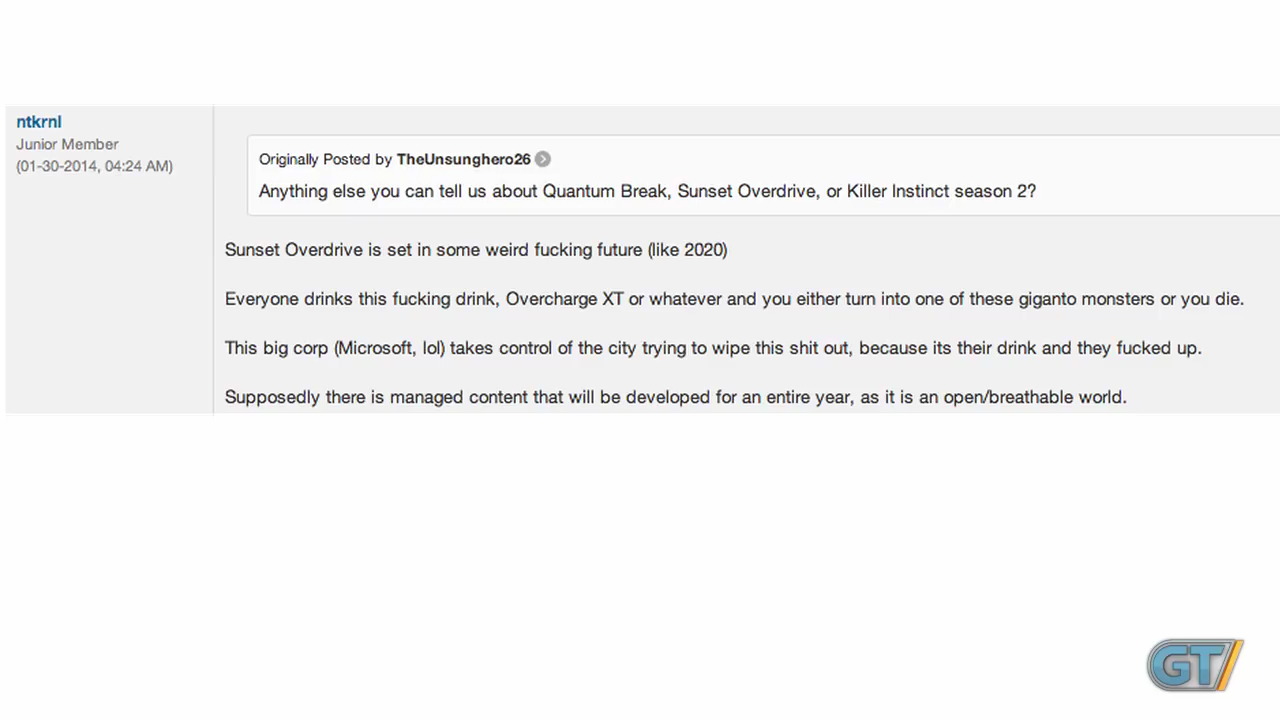 ntkrnl
Junior Member
(01-30-2014, 04:24 AM)
Originally Posted by TheUnsunghero26
Anything else you can tell us about Quantum Break, Sunset Overdrive, or Killer Instinct season 2?
Sunset Overdrive is set in some weird fucking future (like 2020)
Everyone drinks this fucking drink, Overcharge XT or whatever and you either turn into one of these giganto monsters or you die.
This big corp (Microsoft, lol) takes control of the city trying to wipe this shit out, because its their drink and they fucked up.
Supposedly there is managed content that will be developed for an entire year, as it is an open/breathable world.
GT